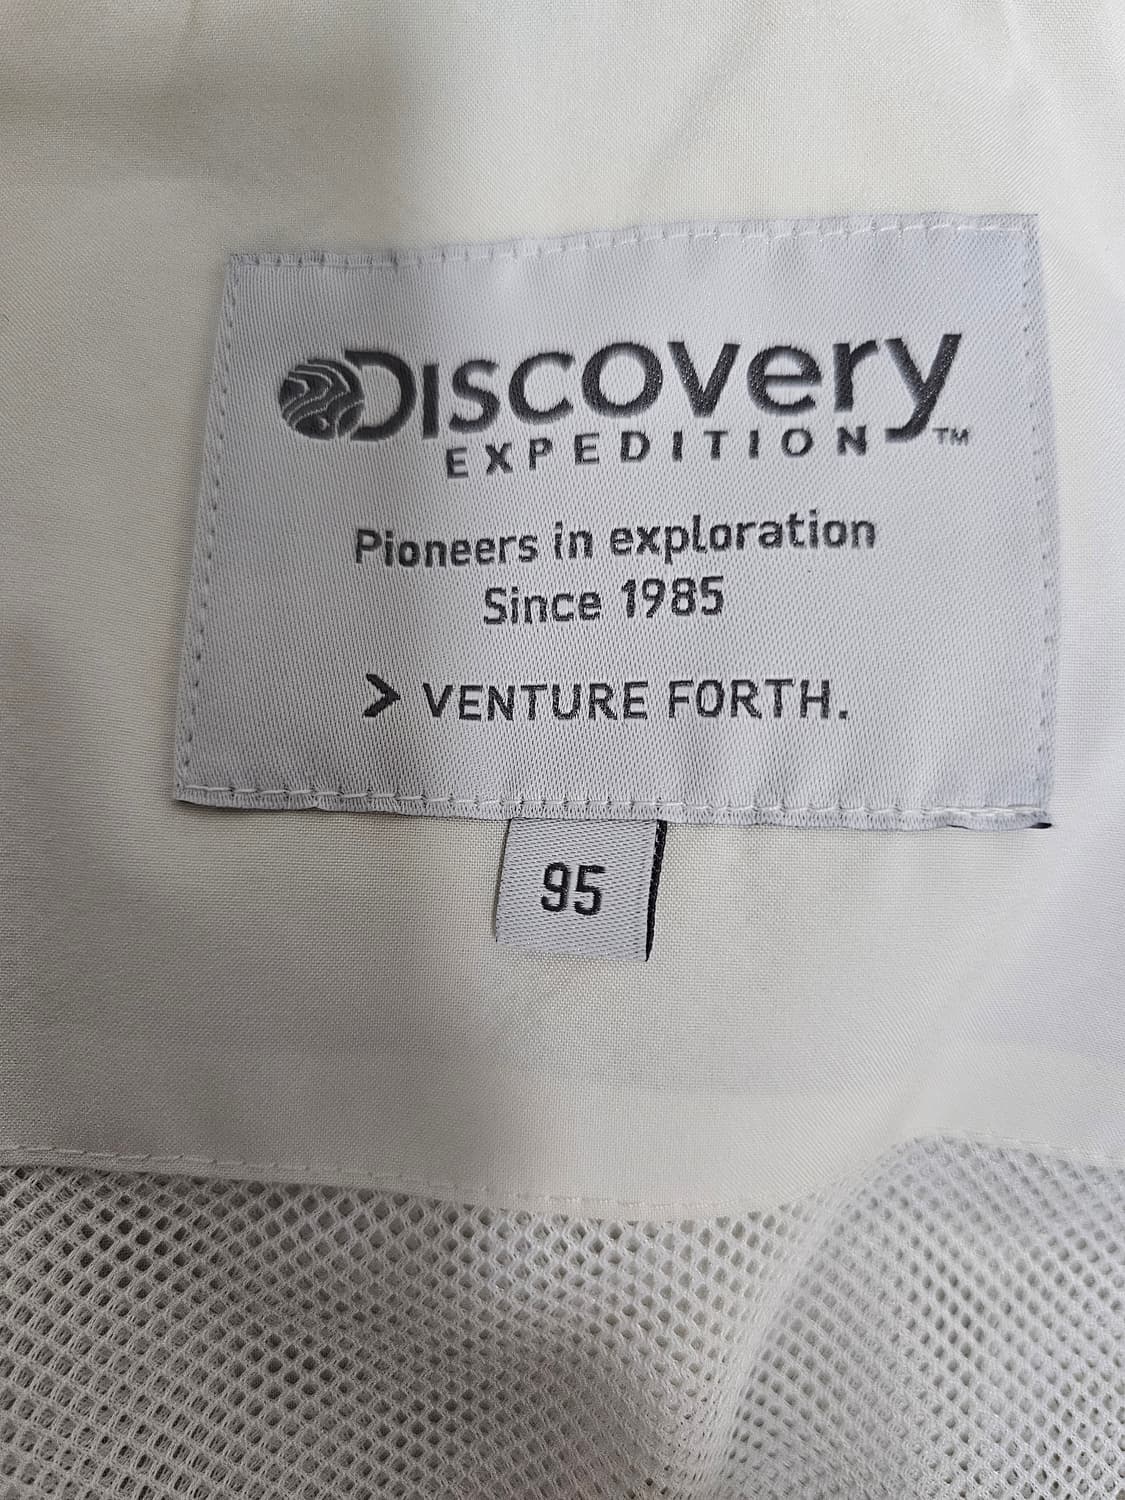 DISCOVery
EXPEDITION™
Pioneers in exploration
Since 1985
> VENTURE FORTH.
95